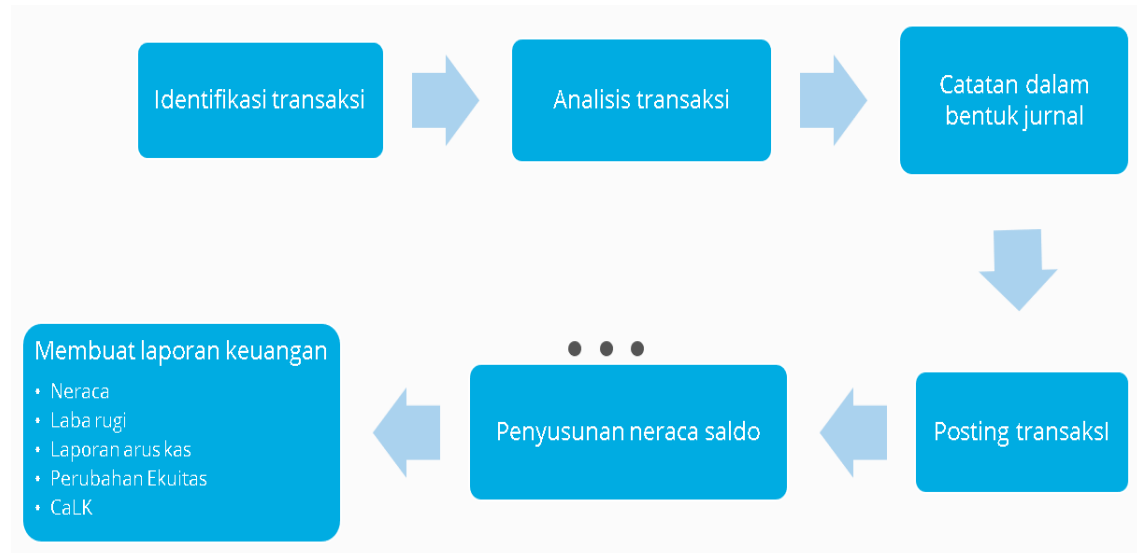 Identifikasi transaksi
Analisis transaksi
Catatan dalam
bentuk jurnal
Posting transaksI
Penyusunan neraca saldo
Membuat laporan keuangan
• Neraca
• Laba rugi
• Laporan arus kas
• Perubahan Ekuitas
• CaLK